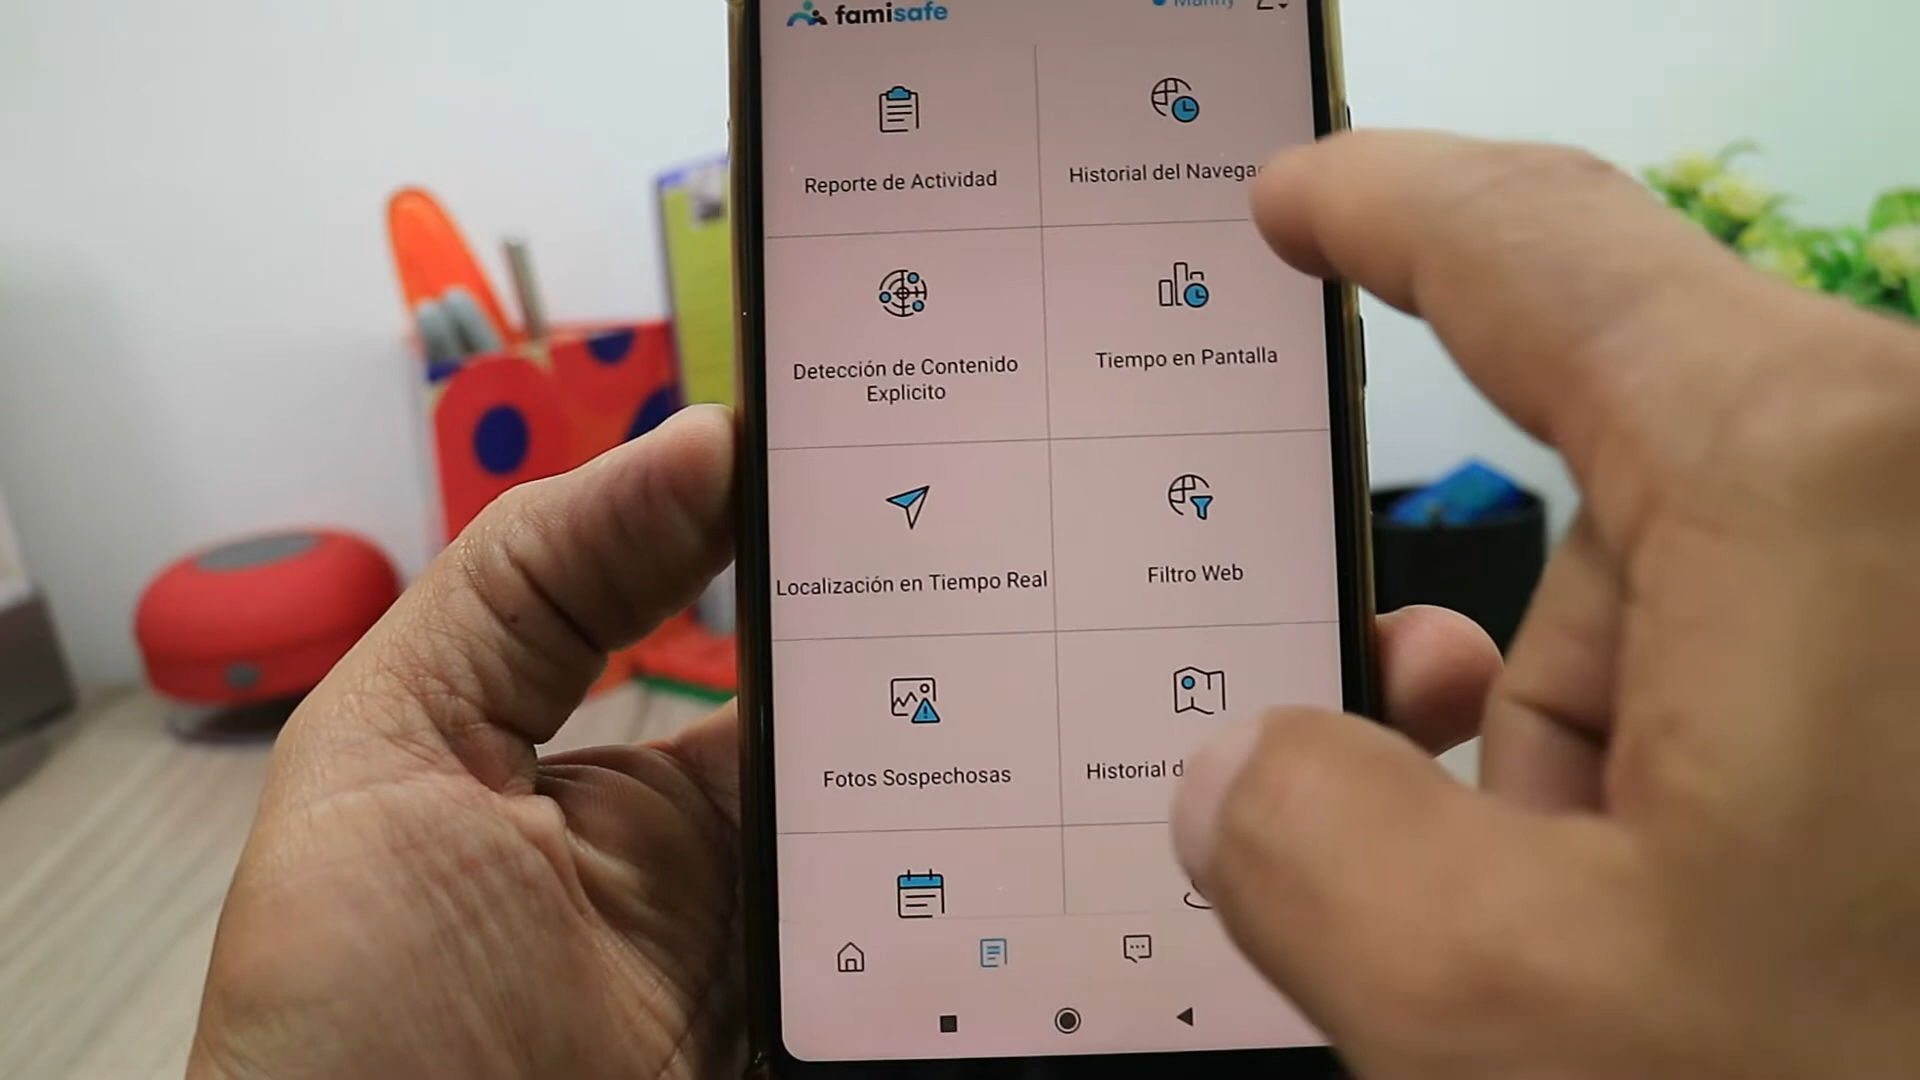 famisafe
Manny
Reporte de Actividad
Historial del Navega
Detección de Contenido
Explicito
Tiempo en Pantalla
Localización en Tiempo Real
Filtro Web
Fotos Sospechosas
Historial d